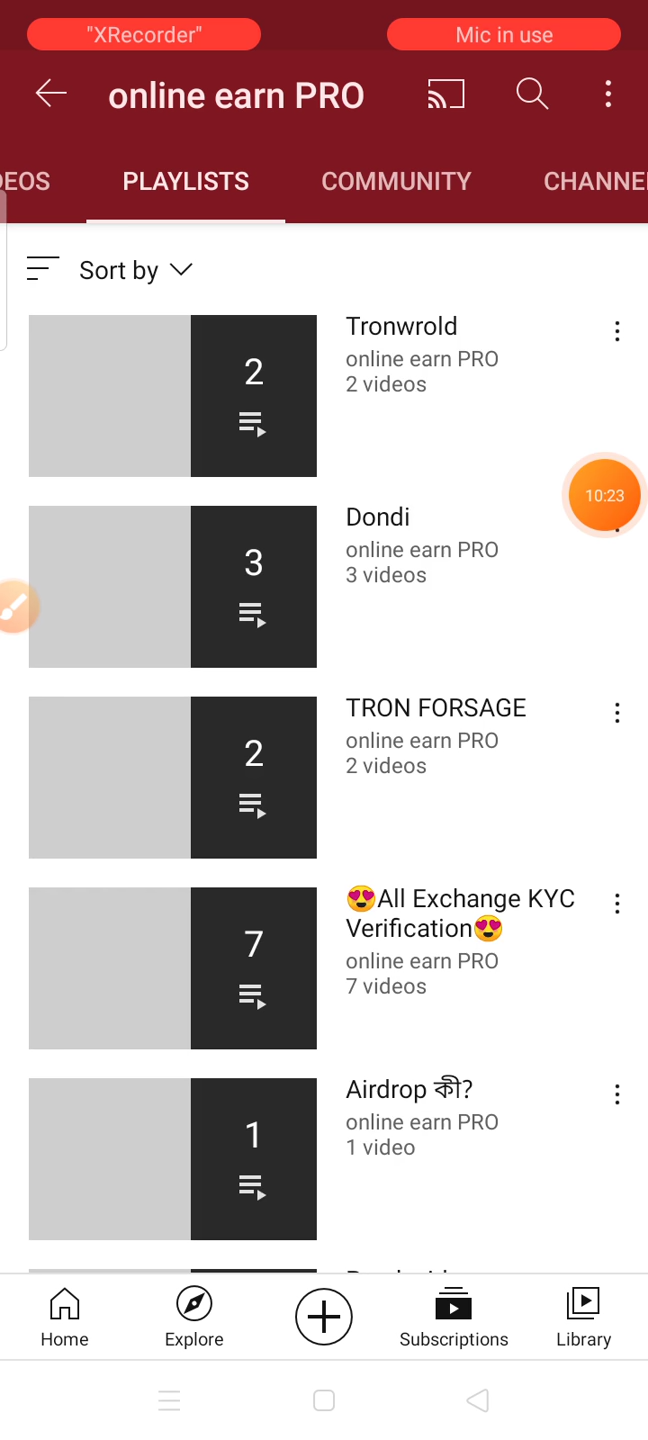 "XRecorder" Mic in use
online earn PRO
DEOS PLAYLISTS COMMUNITY CHANNE
Sort by
2
Tronwrold
online earn PRO
2 videos
10:23
3
Dondi
online earn PRO
3 videos
2
TRON FORSAGE
online earn PRO
2 videos
7
😍All Exchange KYC
Verification😍
online earn PRO
7 videos
1
Airdrop কী?
online earn PRO
1 video
Home Explore Subscriptions Library